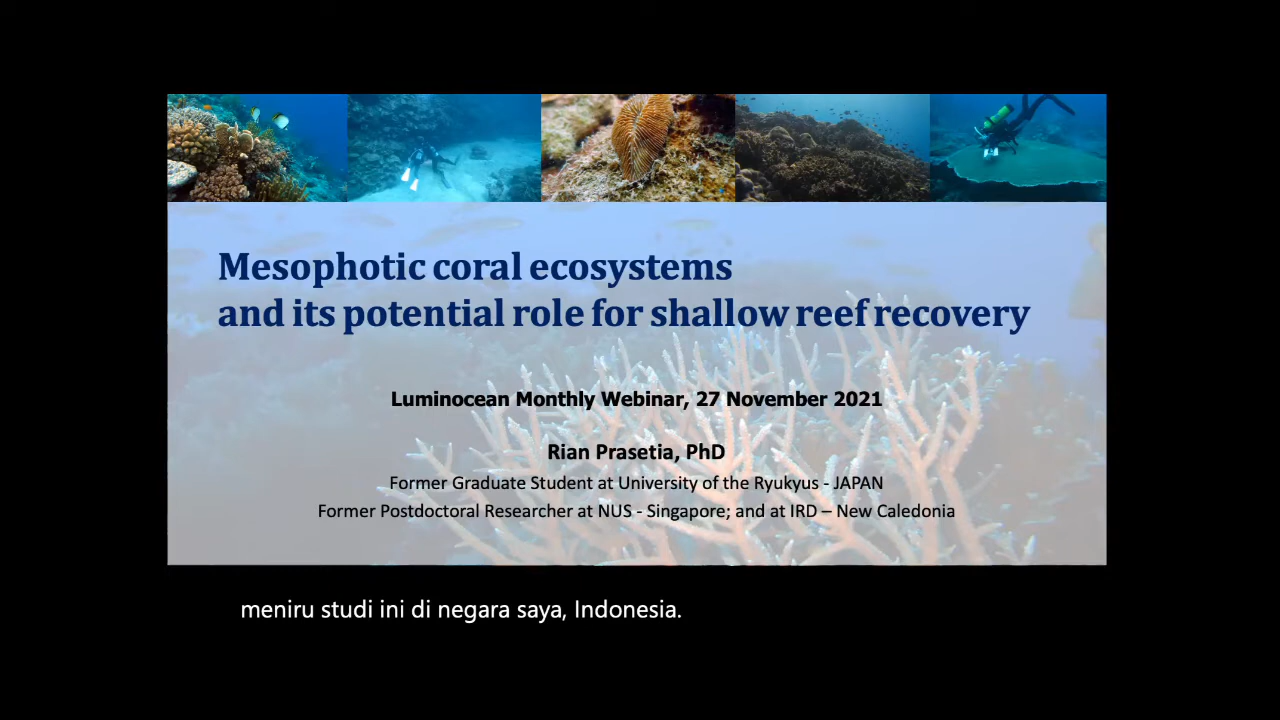 Mesophotic coral ecosystems
and its potential role for shallow reef recovery
Luminocean Monthly Webinar, 27 November 2021
Rian Prasetia, PhD
Former Graduate Student at University of the Ryukyus - JAPAN
Former Postdoctoral Researcher at NUS - Singapore; and at IRD – New Caledonia
meniru studi ini di negara saya, Indonesia.